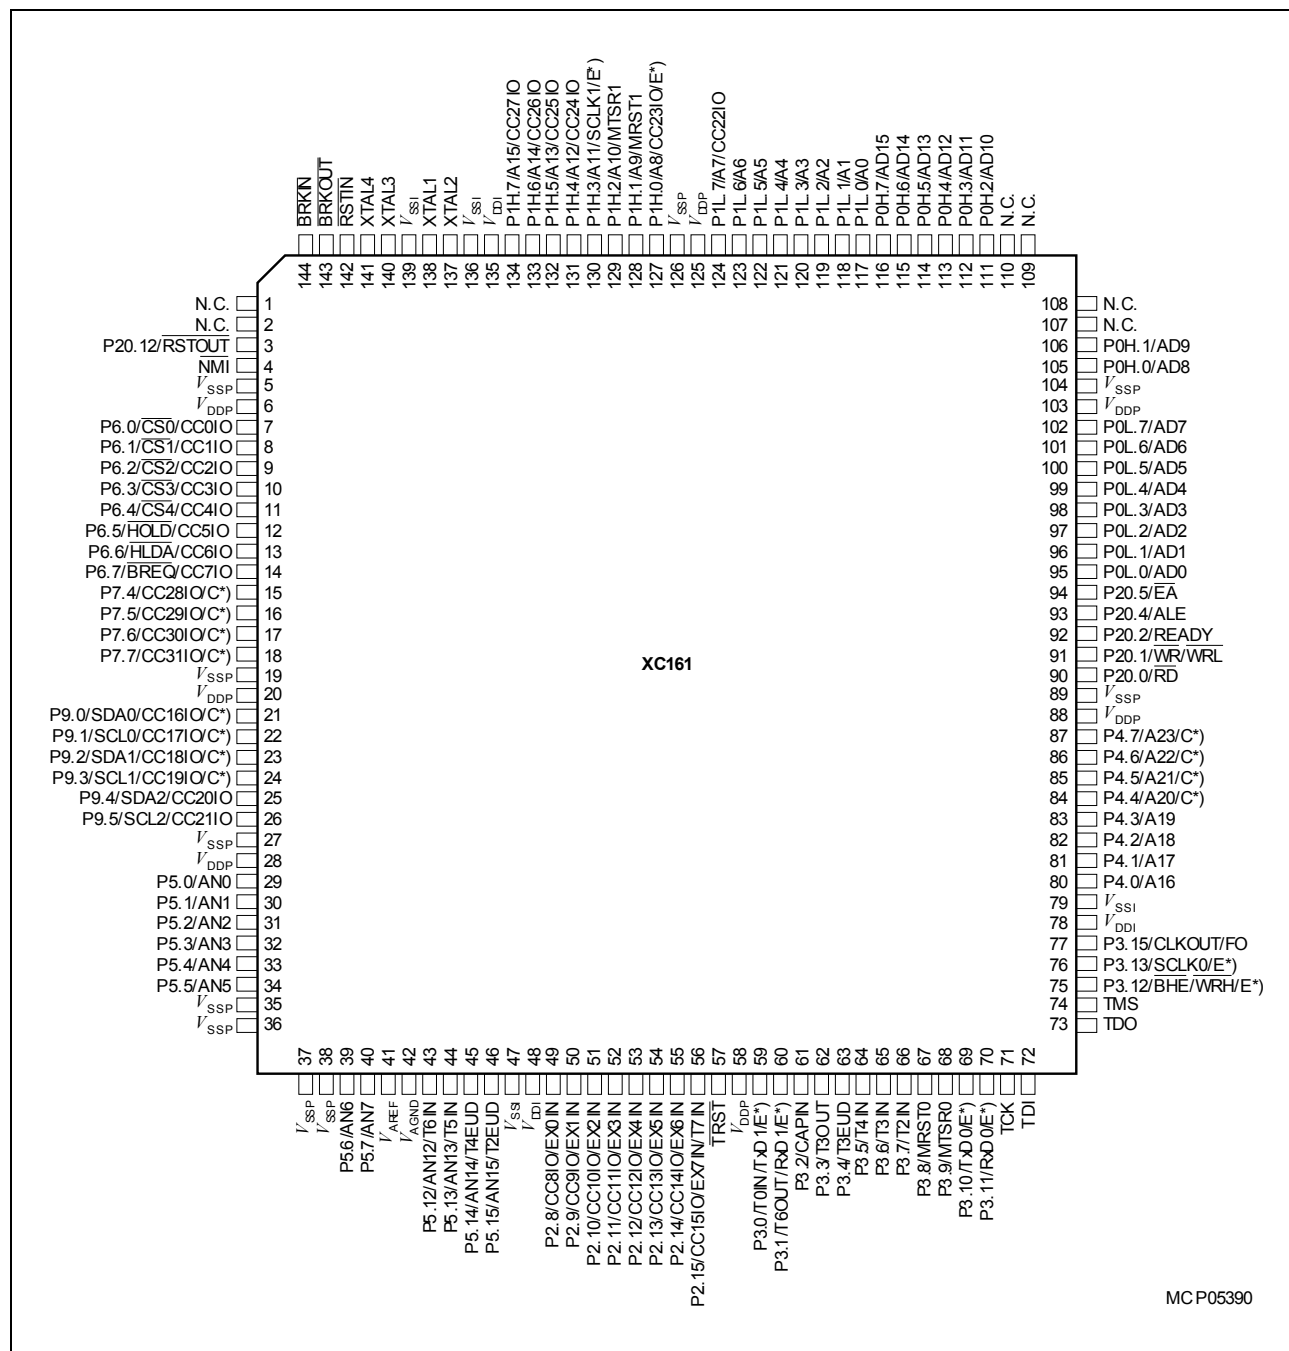 BRKIN
BRKOUT
RSTIN
XTAL4
XTAL3
VSSI
XTAL1
XTAL2
VSSI
VDDI
P1H.7/A15/CC27IO
P1H.6/A14/CC26IO
P1H.5/A13/CC25IO
P1H.4/A12/CC24IO
P1H.3/A11/SCLK1/E*)
P1H.2/A10/MTSR1
P1H.1/A9/MRST1
P1H.0/A8/CC23IO/E*)
VSSP
VDDP
P1L.7/A7/CC22IO
P1L.6/A6
P1L.5/A5
P1L.4/A4
P1L.3/A3
P1L.2/A2
P1L.1/A1
P1L.0/A0
P0H.7/AD15
P0H.6/AD14
P0H.5/AD13
P0H.4/AD12
P0H.3/AD11
P0H.2/AD10
N.C.
N.C.
144
143
142
141
140
139
138
137
136
135
134
133
132
131
130
129
128
127
126
125
124
123
122
121
120
119
118
117
116
115
114
113
112
111
110
109
N.C. 1
N.C. 2
P20.12/RSTOUT 3
NMI 4
VSSP 5
VDDP 6
P6.0/CS0/CC0IO 7
P6.1/CS1/CC1IO 8
P6.2/CS2/CC2IO 9
P6.3/CS3/CC3IO 10
P6.4/CS4/CC4IO 11
P6.5/HOLD/CC5IO 12
P6.6/HLDA/CC6IO 13
P6.7/BREQ/CC7IO 14
P7.4/CC28IO/C*) 15
P7.5/CC29IO/C*) 16
P7.6/CC30IO/C*) 17
P7.7/CC31IO/C*) 18
VSSP 19
VDDP 20
P9.0/SDA0/CC16IO/C*) 21
P9.1/SCL0/CC17IO/C*) 22
P9.2/SDA1/CC18IO/C*) 23
P9.3/SCL1/CC19IO/C*) 24
P9.4/SDA2/CC20IO 25
P9.5/SCL2/CC21IO 26
VSSP 27
VDDP 28
P5.0/AN0 29
P5.1/AN1 30
P5.2/AN2 31
P5.3/AN3 32
P5.4/AN4 33
P5.5/AN5 34
VSSP 35
VSSP 36
XC161
108 N.C.
107 N.C.
106 P0H.1/AD9
105 P0H.0/AD8
104 VSSP
103 VDDP
102 P0L.7/AD7
101 P0L.6/AD6
100 P0L.5/AD5
99 P0L.4/AD4
98 P0L.3/AD3
97 P0L.2/AD2
96 P0L.1/AD1
95 P0L.0/AD0
94 P20.5/EA
93 P20.4/ALE
92 P20.2/READY
91 P20.1/WR/WRL
90 P20.0/RD
89 VSSP
88 VDDP
87 P4.7/A23/C*)
86 P4.6/A22/C*)
85 P4.5/A21/C*)
84 P4.4/A20/C*)
83 P4.3/A19
82 P4.2/A18
81 P4.1/A17
80 P4.0/A16
79 VSSI
78 VDDI
77 P3.15/CLKOUT/FO
76 P3.13/SCLK0/E*)
75 P3.12/BHE/WRH/E*)
74 TMS
73 TDO
37
38
39
40
41
42
43
44
45
46
47
48
49
50
51
52
53
54
55
56
57
58
59
60
61
62
63
64
65
66
67
68
69
70
71
72
VSSP
VSSP
P5.6/AN6
P5.7/AN7
VAREF
VAGND
P5.12/AN12/T6IN
P5.13/AN13/T5IN
P5.14/AN14/T4EUD
P5.15/AN15/T2EUD
VSSI
VDDI
P2.8/CC8IO/EX0IN
P2.9/CC9IO/EX1IN
P2.10/CC10IO/EX2IN
P2.11/CC11IO/EX3IN
P2.12/CC12IO/EX4IN
P2.13/CC13IO/EX5IN
P2.14/CC14IO/EX6IN
P2.15/CC15IO/EX7IN/T7IN
TRST
VDDP
P3.0/T0IN/TxD1/E*)
P3.1/T6OUT/RxD1/E*)
P3.2/CAPIN
P3.3/T3OUT
P3.4/T3EUD
P3.5/T4IN
P3.6/T3IN
P3.7/T2IN
P3.8/MRST0
P3.9/MTSR0
P3.10/TxD0/E*)
P3.11/RxD0/E*)
TCK
TDI
MCP05390